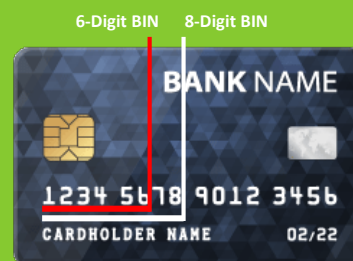 6-Digit BIN 8-Digit BIN
BANK NAME
1234 5678 9012 3456
CARDHOLDER NAME 02/22